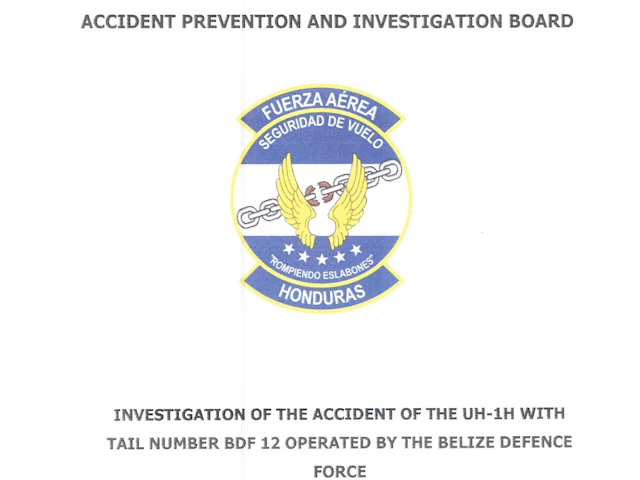 ACCIDENT PREVENTION AND INVESTIGATION BOARD
FUERZA AÉREA
SEGURIDAD DE VUELO
"ROMPIENDO ESLABONES"
HONDURAS
INVESTIGATION OF THE ACCIDENT OF THE UH-1H WITH
TAIL NUMBER BDF 12 OPERATED BY THE BELIZE DEFENCE
FORCE